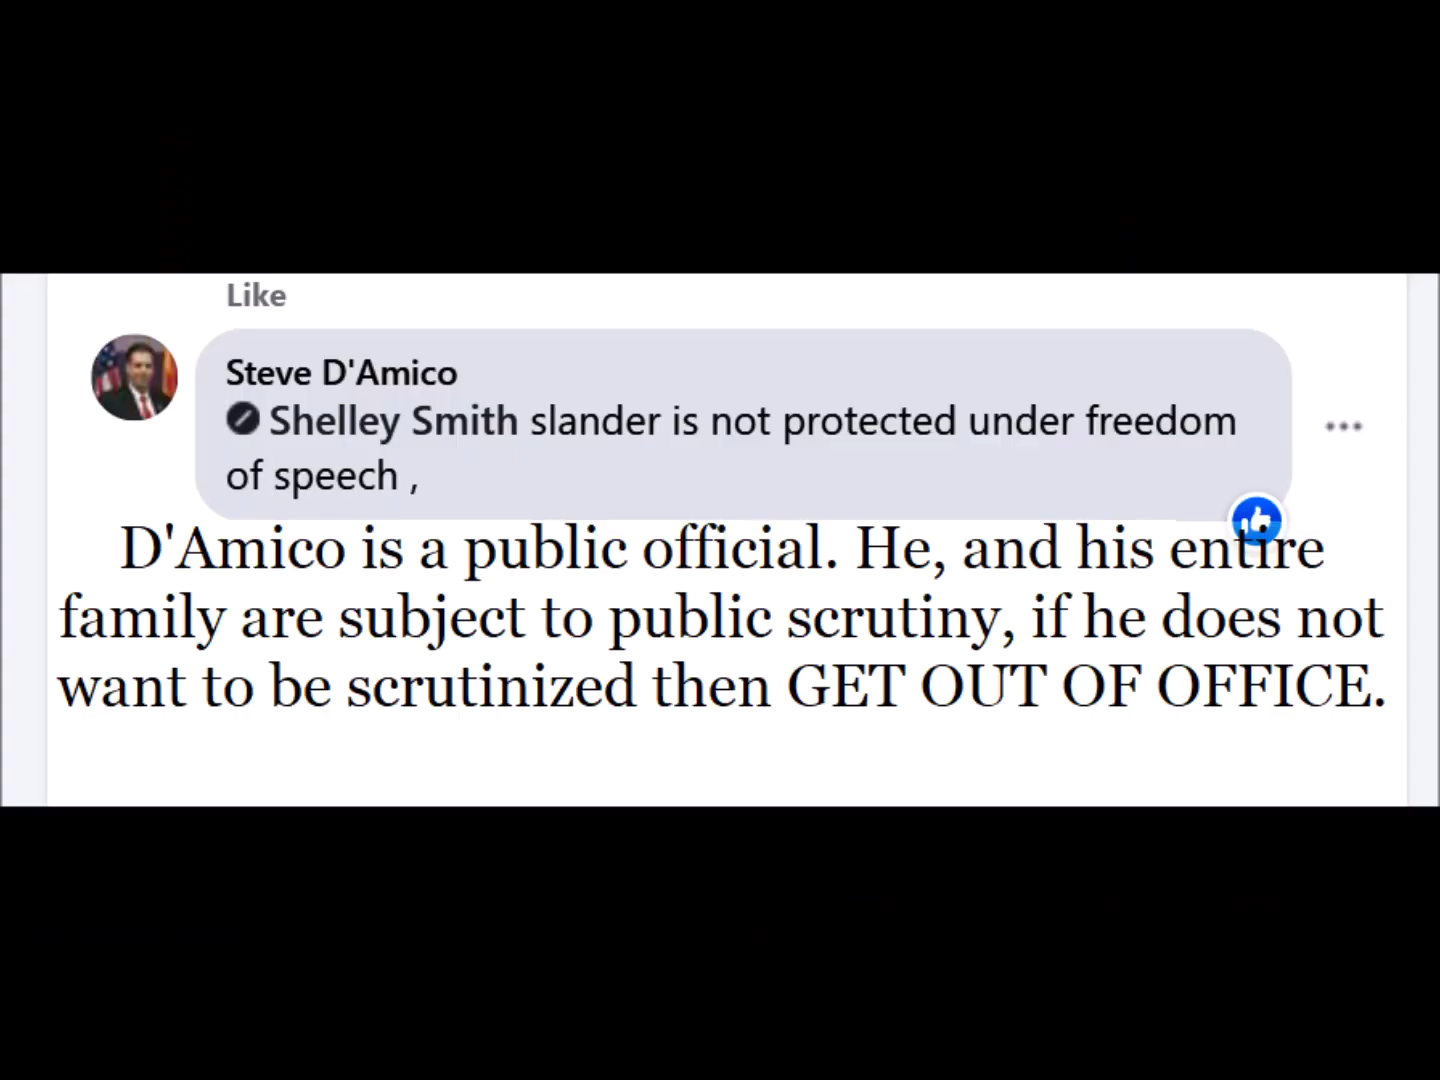 Like
Steve D'Amico
Shelley Smith slander is not protected under freedom
of speech ,
D'Amico is a public official. He, and his entire
family are subject to public scrutiny, if he does not
want to be scrutinized then GET OUT OF OFFICE.